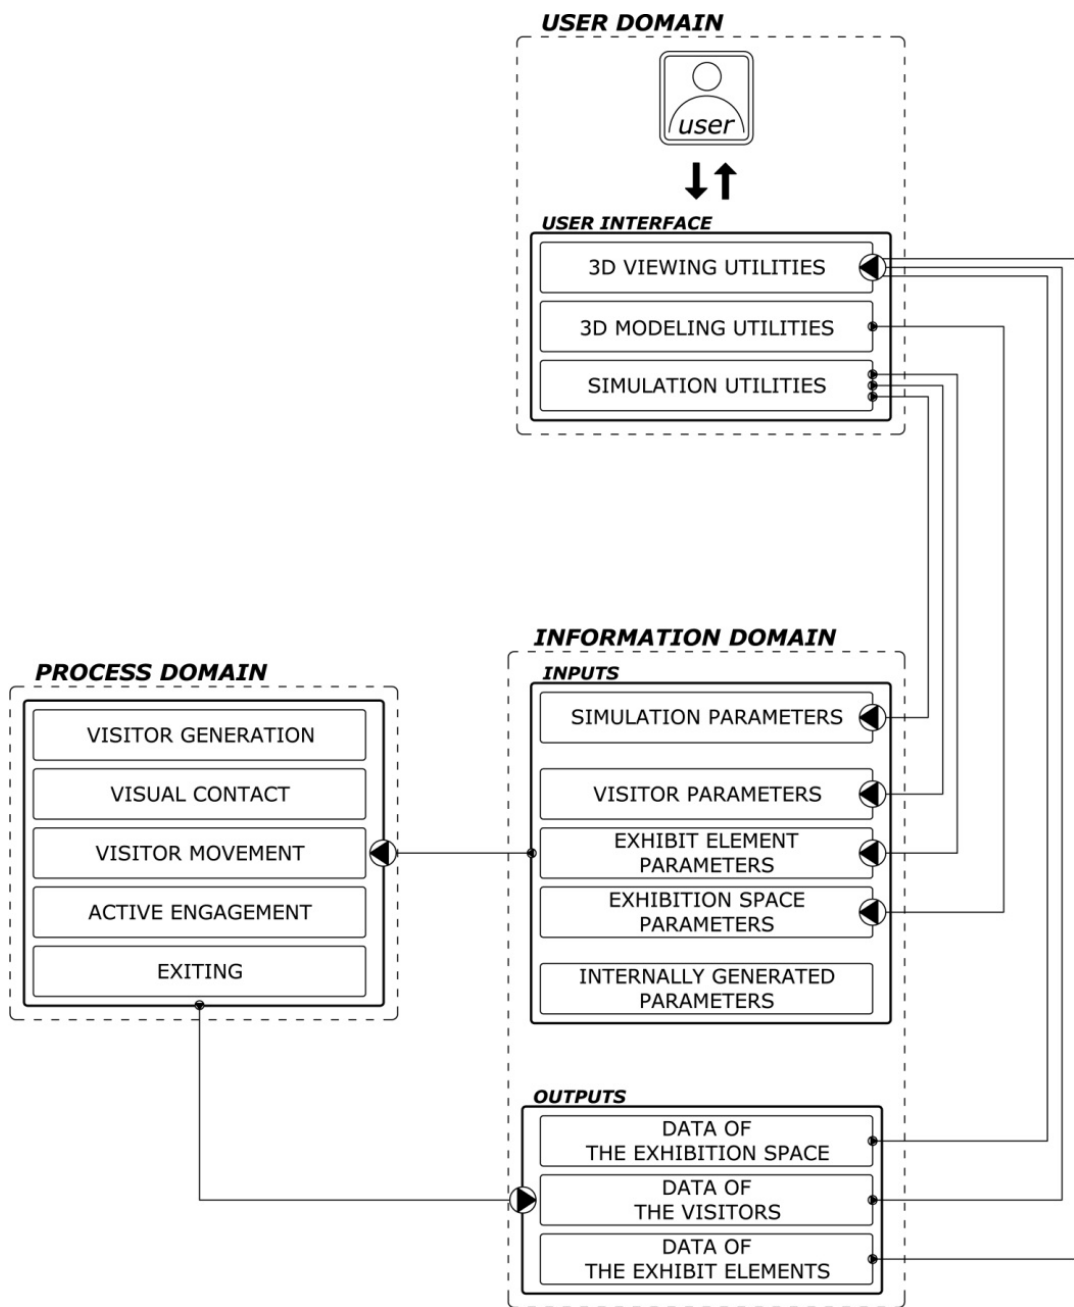 USER DOMAIN
user
USER INTERFACE
3D VIEWING UTILITIES
3D MODELING UTILITIES
SIMULATION UTILITIES
INFORMATION DOMAIN
INPUTS
SIMULATION PARAMETERS
VISITOR PARAMETERS
EXHIBIT ELEMENT
PARAMETERS
EXHIBITION SPACE
PARAMETERS
INTERNALLY GENERATED
PARAMETERS
PROCESS DOMAIN
VISITOR GENERATION
VISUAL CONTACT
VISITOR MOVEMENT
ACTIVE ENGAGEMENT
EXITING
OUTPUTS
DATA OF
THE EXHIBITION SPACE
DATA OF
THE VISITORS
DATA OF
THE EXHIBIT ELEMENTS